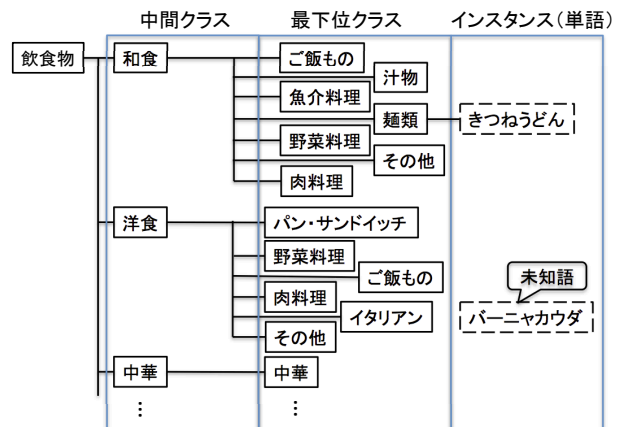 中間クラス 最下位クラス インスタンス(単語)
飲食物 和食 ご飯もの
汁物
魚介料理
麺類 きつねうどん
野菜料理
その他
肉料理
洋食 パン・サンドイッチ
野菜料理
ご飯もの
未知語
肉料理
イタリアン バーニャカウダ
その他
中華 中華
⋮ ⋮